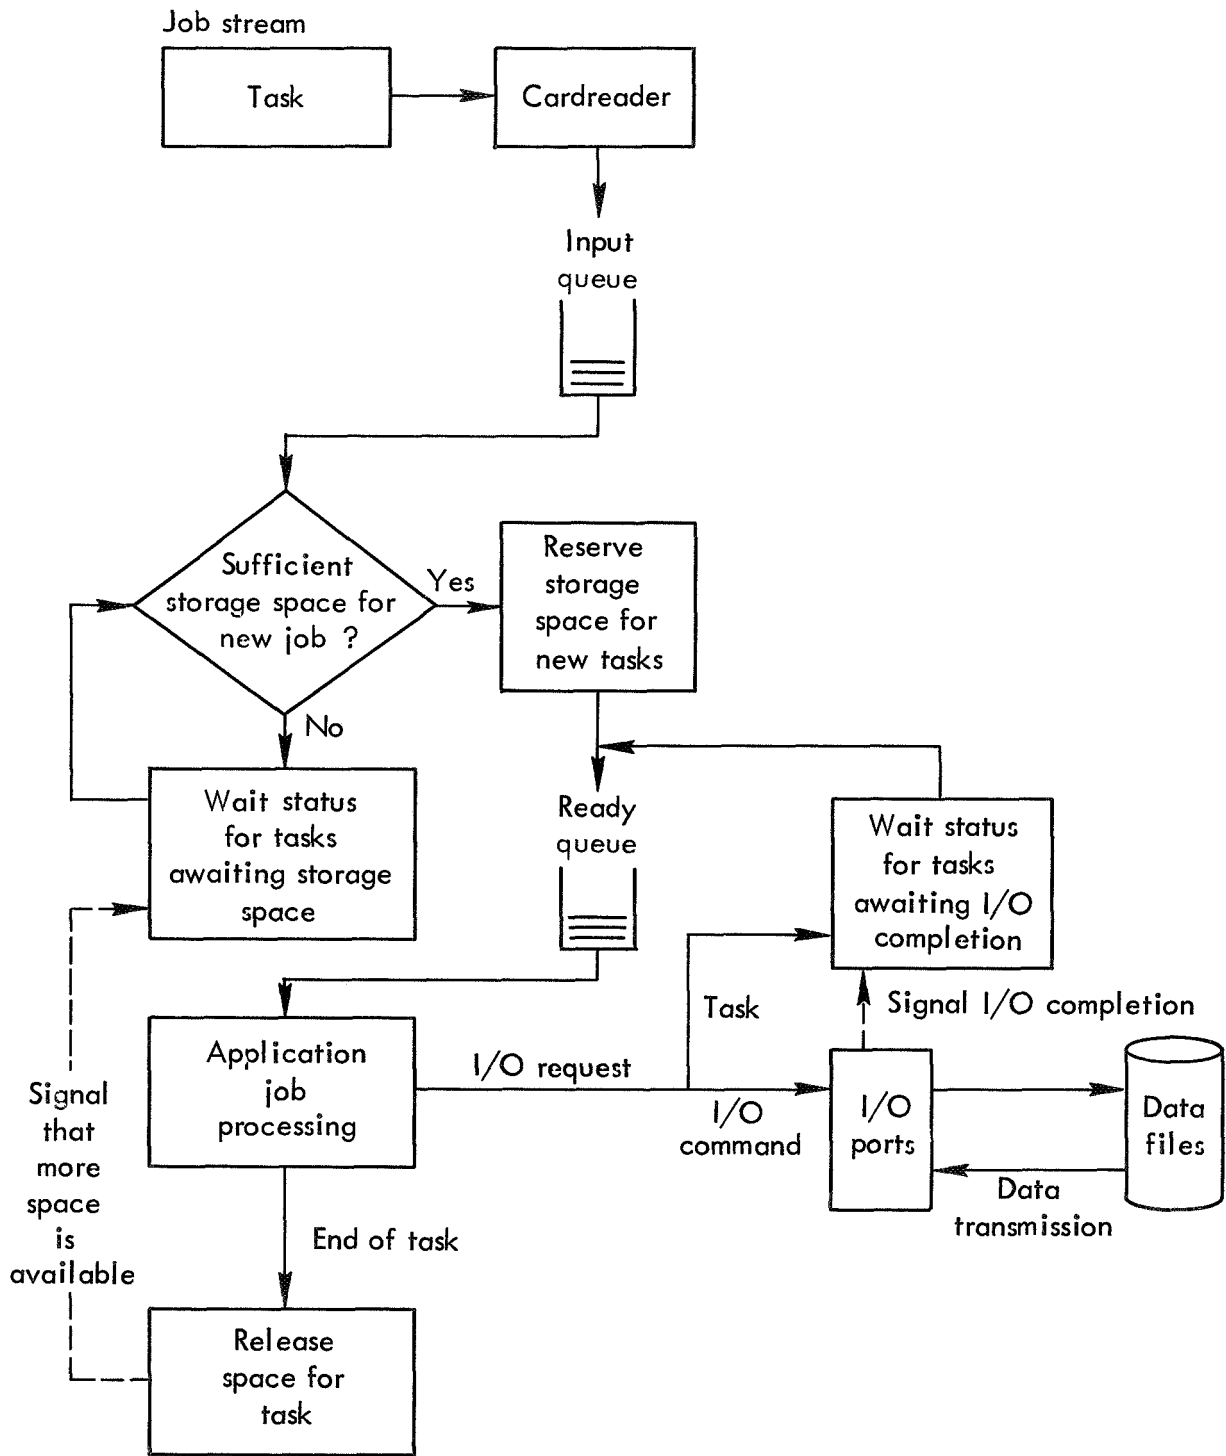 Job stream
Task
Cardreader
Input
queue
Sufficient
storage space for
new job ?
Yes
No
Reserve
storage
space for
new tasks
Wait status
for tasks
awaiting storage
space
Ready
queue
Wait status
for tasks
awaiting I/O
completion
Task
Signal I/O completion
Application
job
processing
I/O request
I/O
command
I/O
ports
Data
files
Data
transmission
Signal
that
more
space
is
available
End of task
Release
space for
task